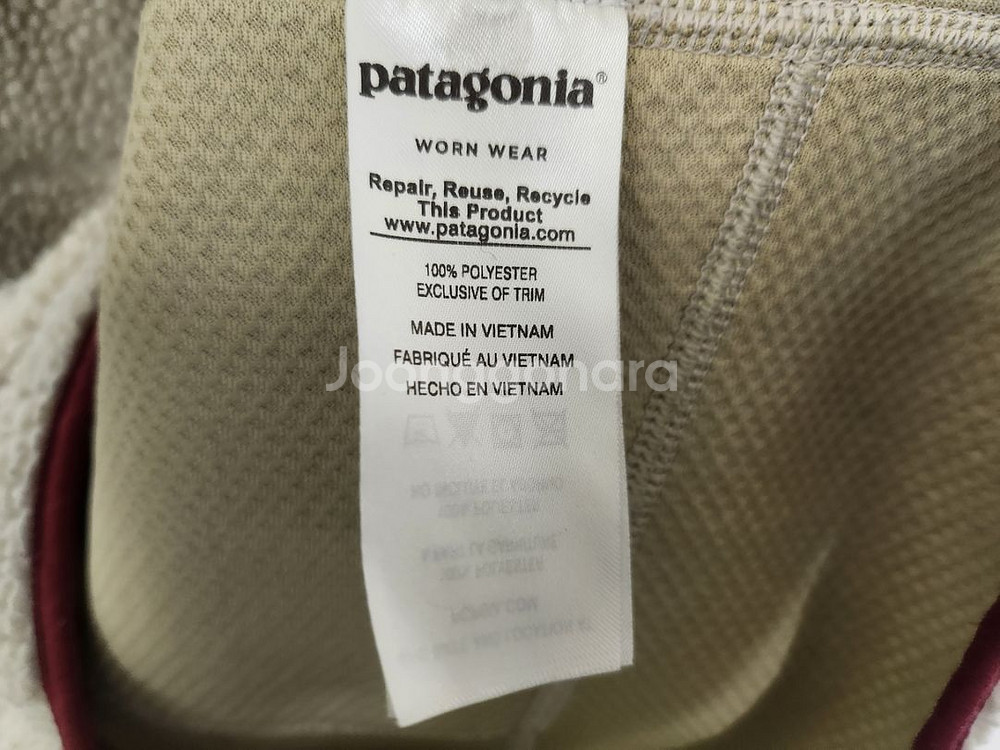 patagonia®
WORN WEAR
Repair, Reuse, Recycle
This Product
www.patagonia.com
100% POLYESTER
EXCLUSIVE OF TRIM
MADE IN VIETNAM
FABRIQUÉ AU VIETNAM
Joonggonara
HECHO EN VIETNAM